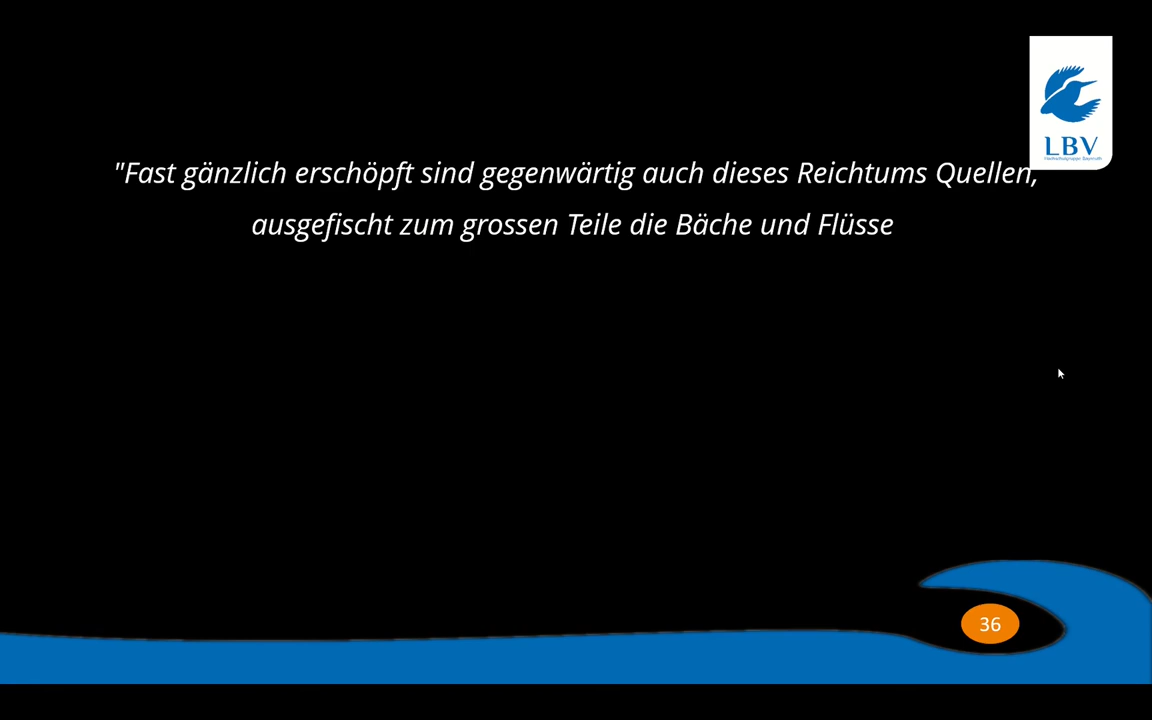 "Fast gänzlich erschöpft sind gegenwärtig auch dieses Reichtums Quellen,
ausgefischt zum grossen Teile die Bäche und Flüsse
LBV
36